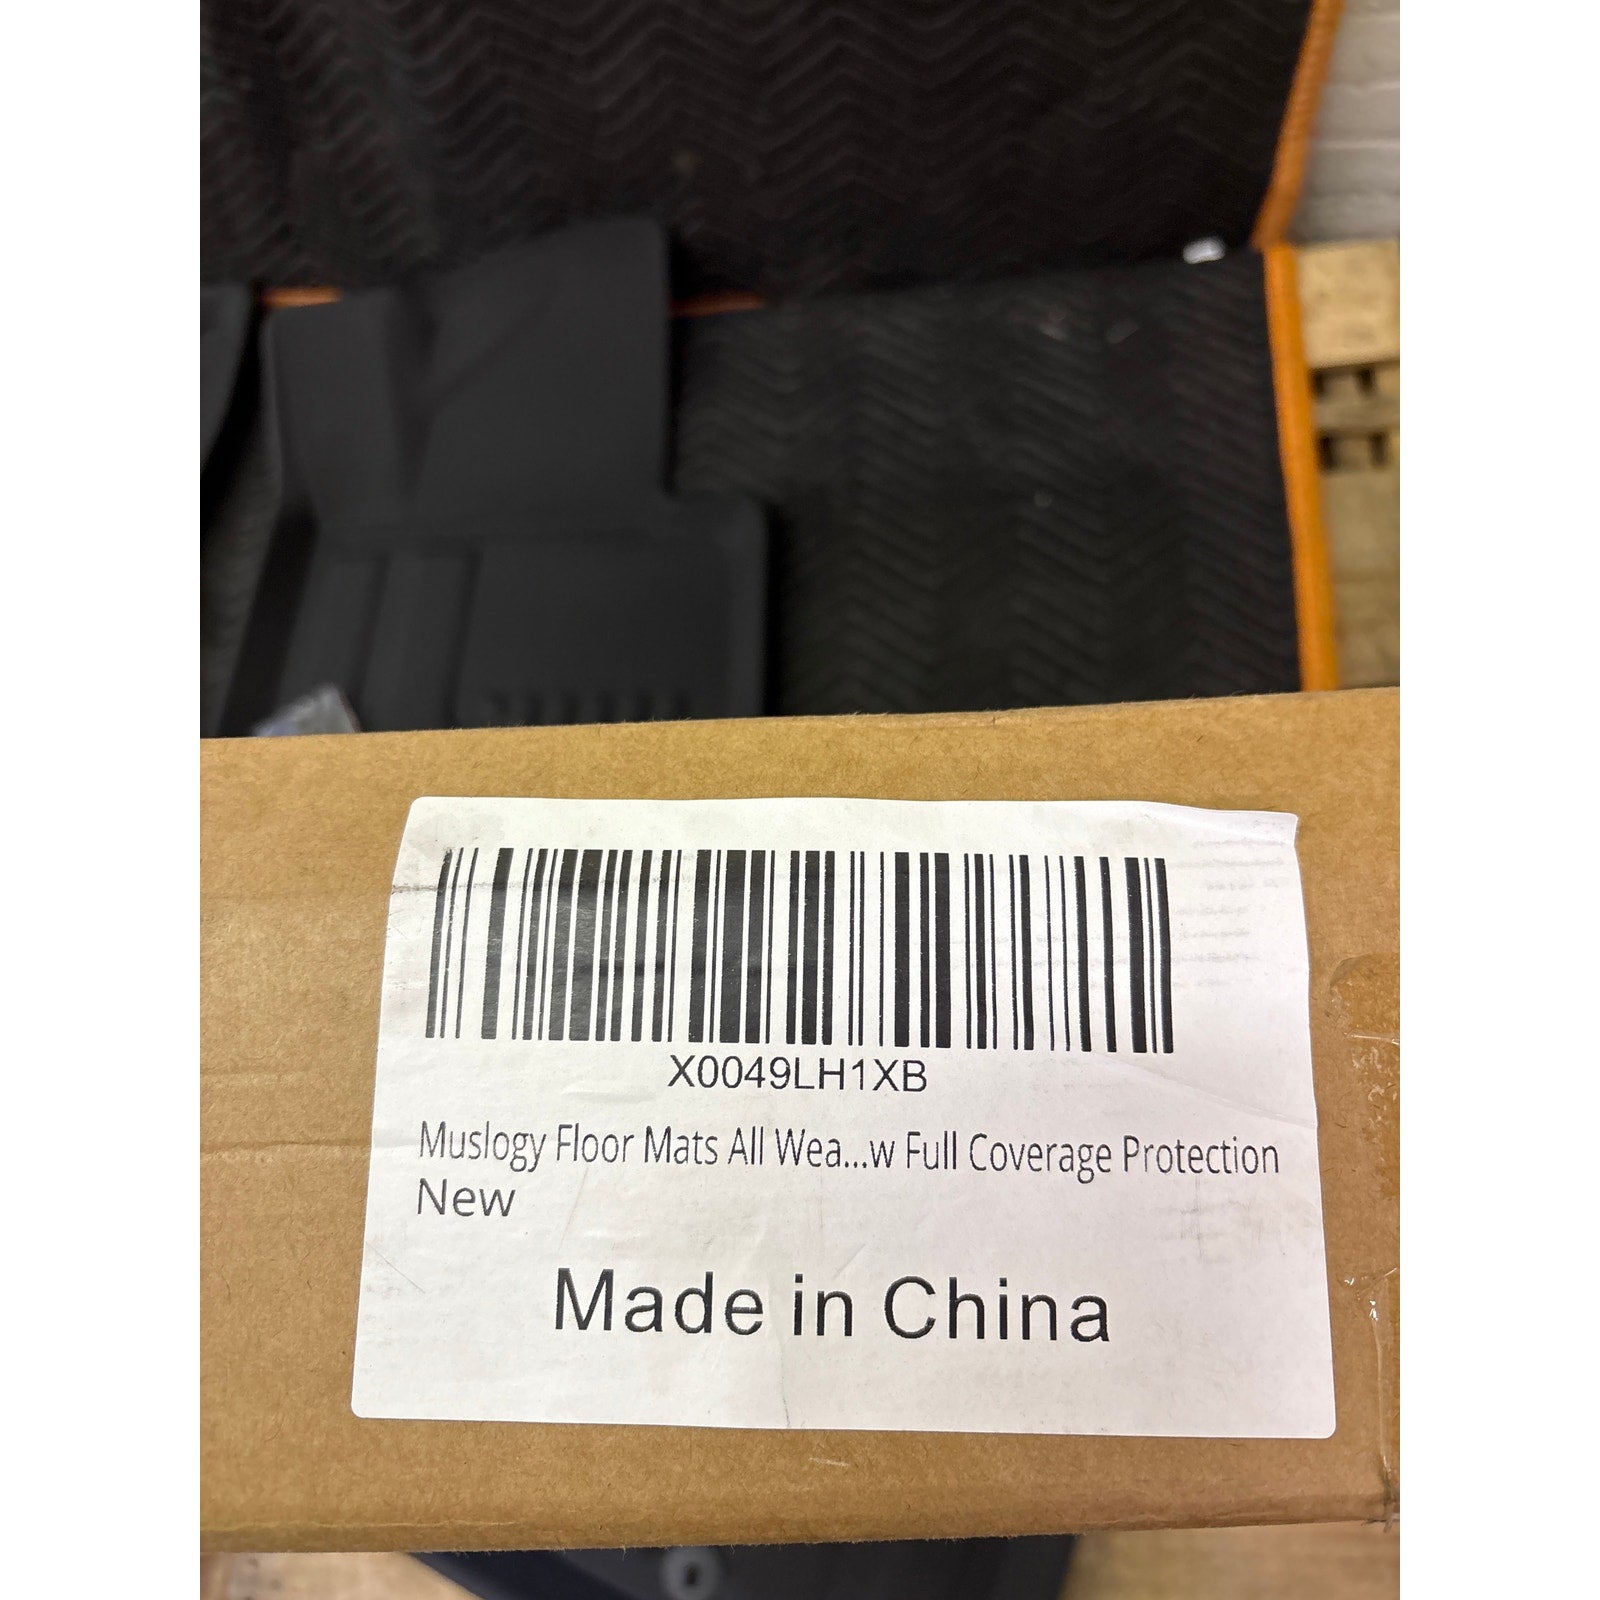 X0049LH1XB
Muslogy Floor Mats All Wea...w Full Coverage Protection
New
Made in China